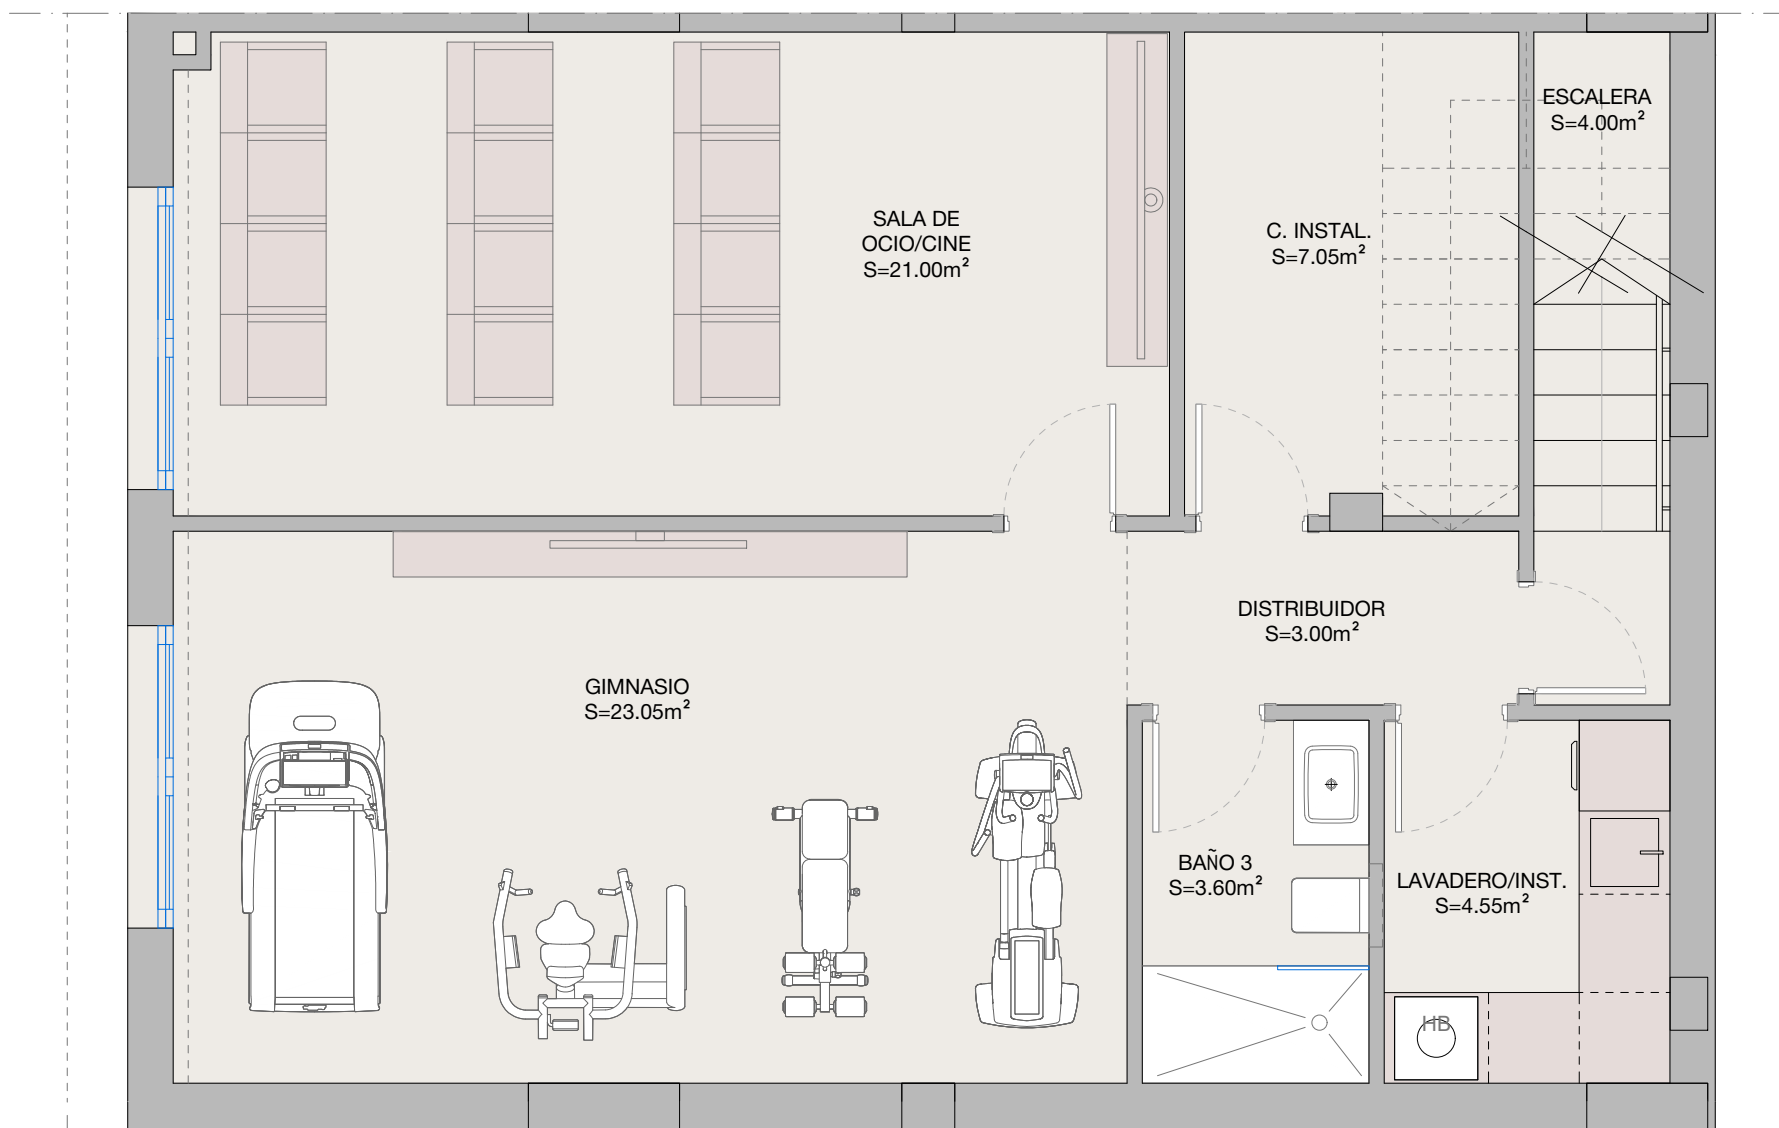 ESCALERA
S=4.00m²
SALA DE
OCIO/CINE
S=21.00m²
C. INSTAL.
S=7.05m²
DISTRIBUIDOR
S=3.00m²
GIMNASIO
S=23.05m²
BAÑO 3
S=3.60m²
LAVADERO/INST.
S=4.55m²
HB